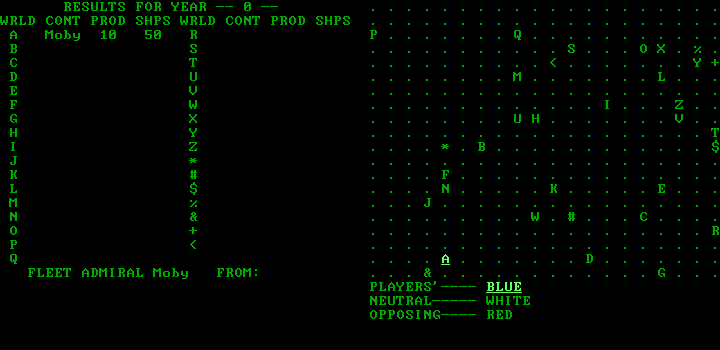 RESULTS FOR YEAR -- 0 --
WRLD CONT PROD SHPS WRLD CONT PROD SHPS
A Moby 10 50 R
B S
C T
D U
E V
F W
G X
H Y
I Z
J *
K #
L $
M %
N &
O +
P <
Q
FLEET ADMIRAL Moby FROM:
. . . . . . . . . . . . . . . . . . . .
. . . . . . . . . . . . . . . . . . . .
P . . . . . . . Q . . . . . . . . . . .
. . . . . . . . . . . S . . . O X . % .
. . . . . . . . . . < . . . . . . . Y +
. . . . . . . . M . . . . . . . L . . .
. . . . . . . . . . . . . . . . . . . .
. . . . . . . . . . . . . I . . . Z . .
. . . . . . . . U H . . . . . . . V . .
. . . . . . . . . . . . . . . . . . . T
. . . . * . B . . . . . . . . . . . . $
. . . . . . . . . . . . . . . . . . . .
. . . . F . . . . . . . . . . . . . . .
. . . . N . . . . . K . . . . . E . . .
. . . J . . . . . . . . . . . . . . . .
. . . . . . . . . W . # . . . C . . . .
. . . . . . . . . . . . . . . . . . . R
. . . . . . . . . . . . . . . . . . . .
. . . . A . . . . . . . D . . . . . . .
. . . & . . . . . . . . . . . . G . . .
PLAYERS'---- BLUE
NEUTRAL----- WHITE
OPPOSING---- RED